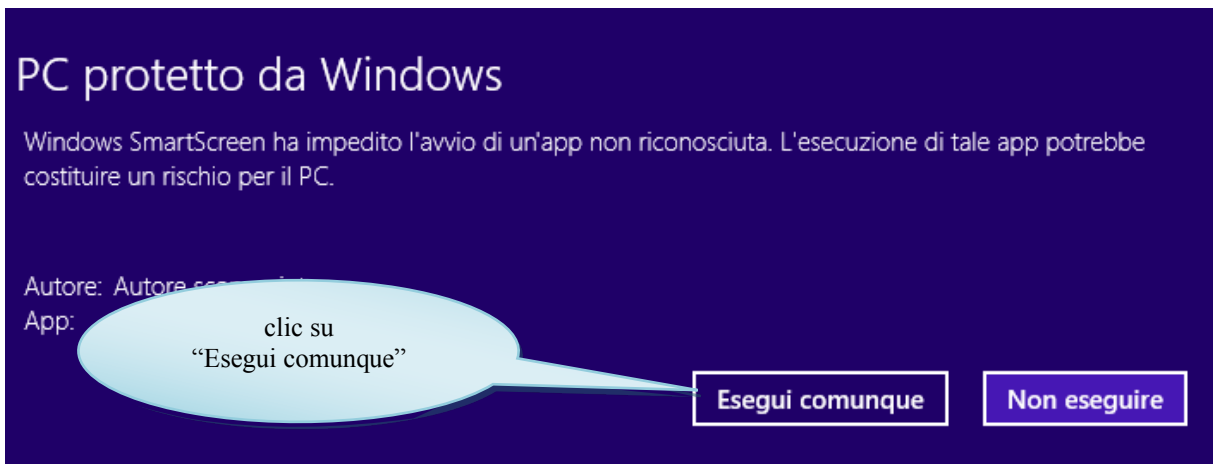 PC protetto da Windows
Windows SmartScreen ha impedito l'avvio di un'app non riconosciuta. L'esecuzione di tale app potrebbe
costituire un rischio per il PC.
Autore: Autore
App:
clic su
“Esegui comunque”
Esegui comunque
Non eseguire